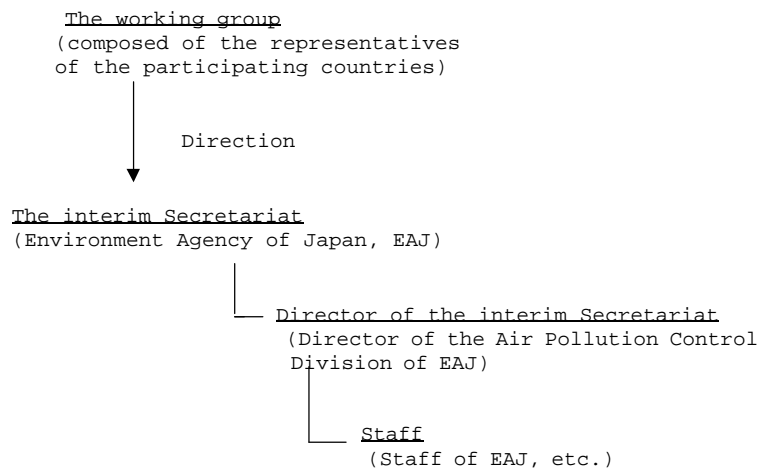 The working group
(composed of the representatives
of the participating countries)
Direction
The interim Secretariat
(Environment Agency of Japan, EAJ)
Director of the interim Secretariat
(Director of the Air Pollution Control
Division of EAJ)
Staff
(Staff of EAJ, etc.)